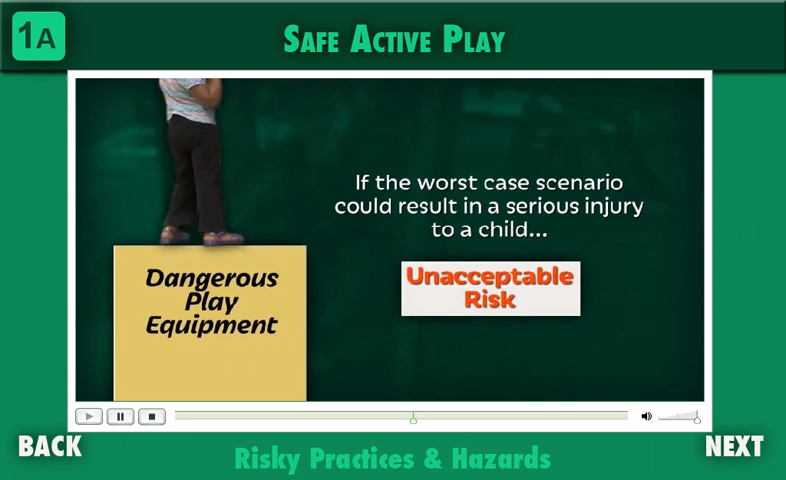 1A
Safe Active Play
If the worst case scenario
could result in a serious injury
to a child...
Unacceptable
Risk
Dangerous
Play
Equipment
BACK
NEXT
Risky Practices & Hazards